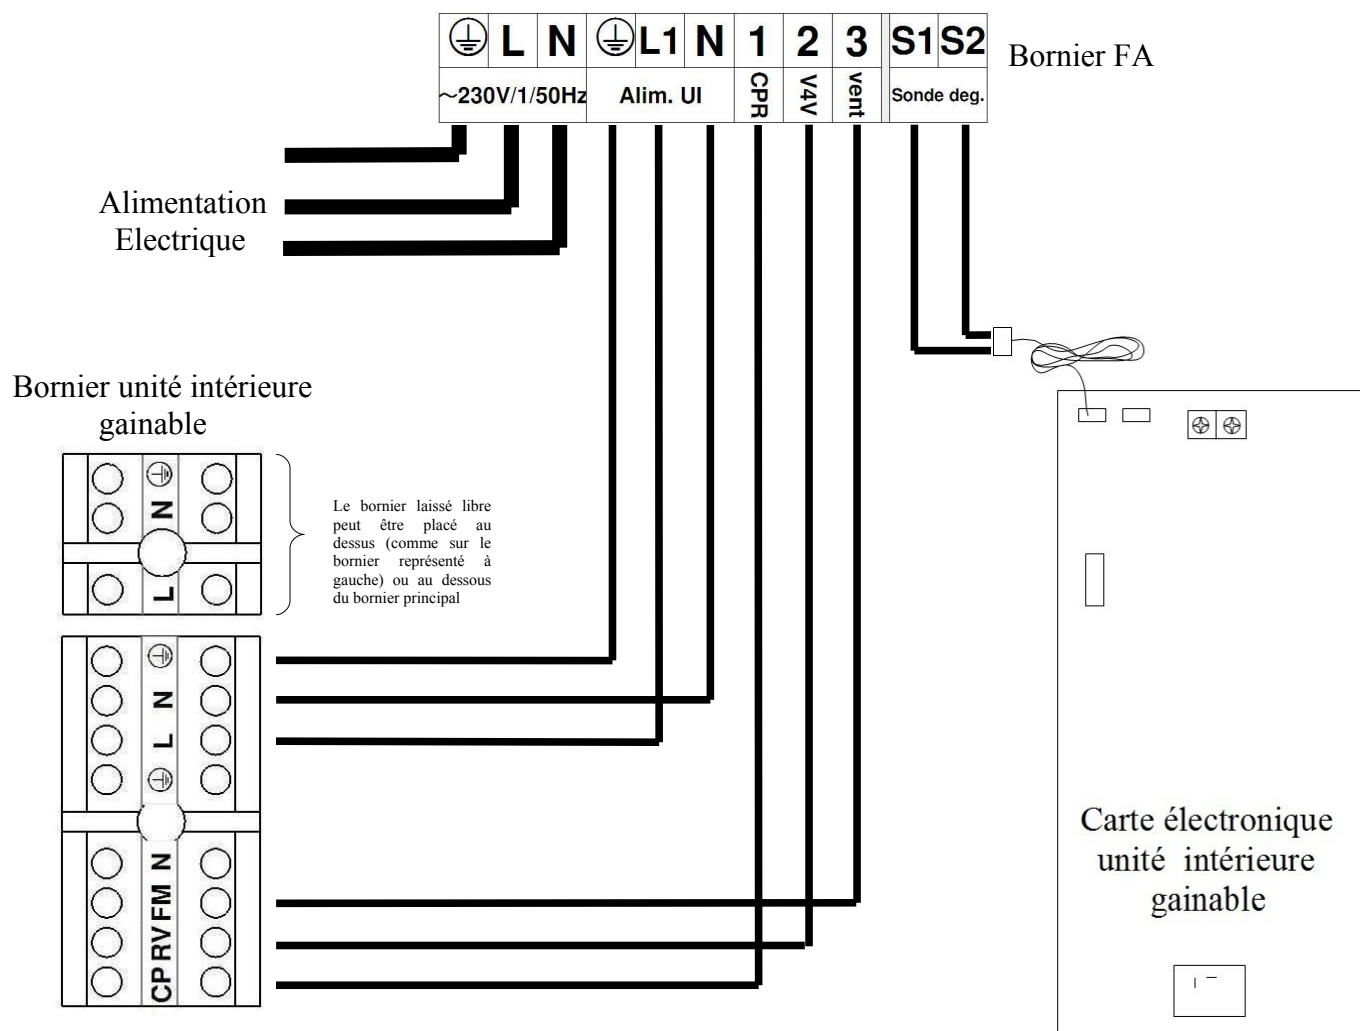 L N L1 N 1 2 3 S1 S2
~230V/1/50Hz Alim. UI CPR V4V vent Sonde deg.
Bornier FA
Alimentation
Electrique
Bornier unité intérieure
gainable
N
L
Le bornier laissé libre
peut être placé au
dessus (comme sur le
bornier représenté à
gauche) ou au dessous
du bornier principal
N
L
N
FM
RV
CP
Carte électronique
unité intérieure
gainable